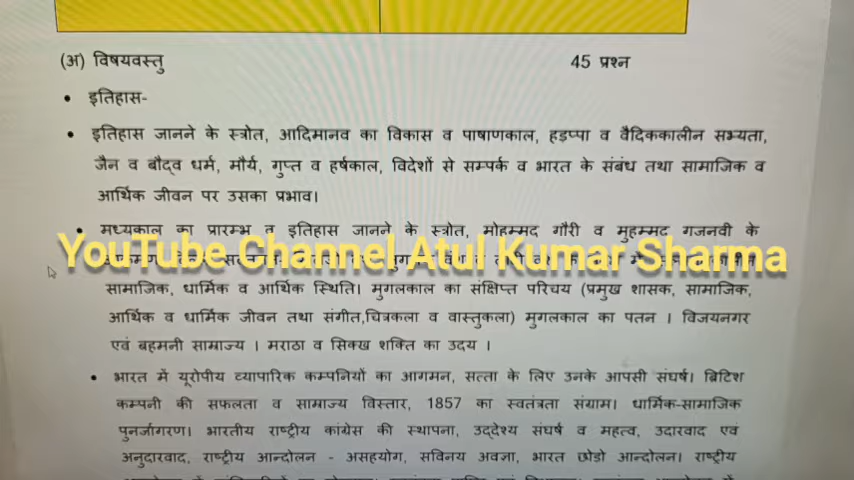 (अ) विषयवस्तु 45 प्रश्न
• इतिहास-
• इतिहास जानने के स्त्रोत, आदिमानव का विकास व पाषाणकाल, हड़प्पा व वैदिककालीन सभ्यता,
जैन व बौद्व धर्म, मौर्य, गुप्त व हर्षकाल, विदेशों से सम्पर्क व भारत के संबंध तथा सामाजिक व
आर्थिक जीवन पर उसका प्रभाव।
• मध्यकाल का प्रारम्भ व इतिहास जानने के स्त्रोत, मोहम्मद गौरी व मुहम्मद गजनवी के
YouTube Channel Atul Kumar Sharma
सामाजिक, धार्मिक व आर्थिक स्थिति। मुगलकाल का संक्षिप्त परिचय (प्रमुख शासक, सामाजिक,
आर्थिक व धार्मिक जीवन तथा संगीत,चित्रकला व वास्तुकला) मुगलकाल का पतन । विजयनगर
एवं बहमनी साम्राज्य । मराठा व सिक्ख शक्ति का उदय ।
• भारत में यूरोपीय व्यापारिक कम्पनियों का आगमन, सत्ता के लिए उनके आपसी संघर्ष। ब्रिटिश
कम्पनी की सफलता व साम्राज्य विस्तार, 1857 का स्वतंत्रता संग्राम। धार्मिक-सामाजिक
पुनर्जागरण। भारतीय राष्ट्रीय कांग्रेस की स्थापना, उद्देश्य संघर्ष व महत्व, उदारवाद एवं
अनुदारवाद, राष्ट्रीय आन्दोलन - असहयोग, सविनय अवज्ञा, भारत छोडो आन्दोलन। राष्ट्रीय